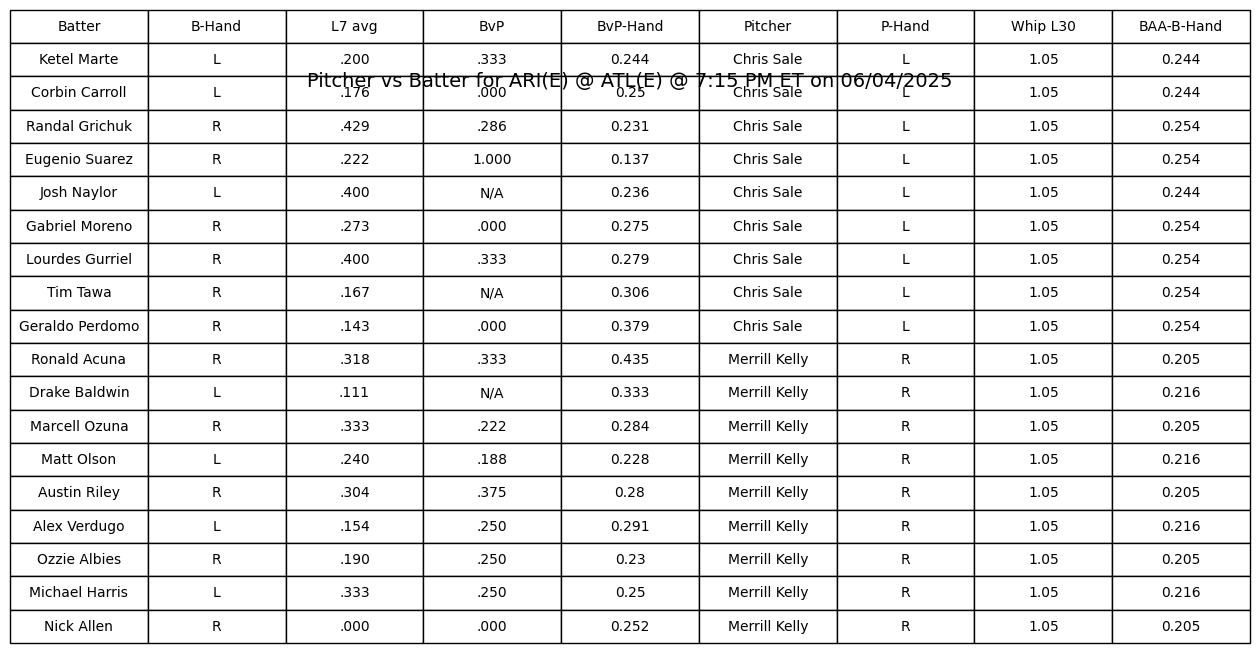 Batter B-Hand L7 avg BvP BvP-Hand Pitcher P-Hand Whip L30 BAA-B-Hand
Ketel Marte L .200 .333 0.244 Chris Sale L 1.05 0.244
Pitcher vs Batter for ARI(E) @ ATL(E) @ 7:15 PM ET on 06/04/2025
Corbin Carroll L .176 .000 0.25 Chris Sale L 1.05 0.244
Randal Grichuk R .429 .286 0.231 Chris Sale L 1.05 0.254
Eugenio Suarez R .222 1.000 0.137 Chris Sale L 1.05 0.254
Josh Naylor L .400 N/A 0.236 Chris Sale L 1.05 0.244
Gabriel Moreno R .273 .000 0.275 Chris Sale L 1.05 0.254
Lourdes Gurriel R .400 .333 0.279 Chris Sale L 1.05 0.254
Tim Tawa R .167 N/A 0.306 Chris Sale L 1.05 0.254
Geraldo Perdomo R .143 .000 0.379 Chris Sale L 1.05 0.254
Ronald Acuna R .318 .333 0.435 Merrill Kelly R 1.05 0.205
Drake Baldwin L .111 N/A 0.333 Merrill Kelly R 1.05 0.216
Marcell Ozuna R .333 .222 0.284 Merrill Kelly R 1.05 0.205
Matt Olson L .240 .188 0.228 Merrill Kelly R 1.05 0.216
Austin Riley R .304 .375 0.28 Merrill Kelly R 1.05 0.205
Alex Verdugo L .154 .250 0.291 Merrill Kelly R 1.05 0.216
Ozzie Albies R .190 .250 0.23 Merrill Kelly R 1.05 0.205
Michael Harris L .333 .250 0.25 Merrill Kelly R 1.05 0.216
Nick Allen R .000 .000 0.252 Merrill Kelly R 1.05 0.205